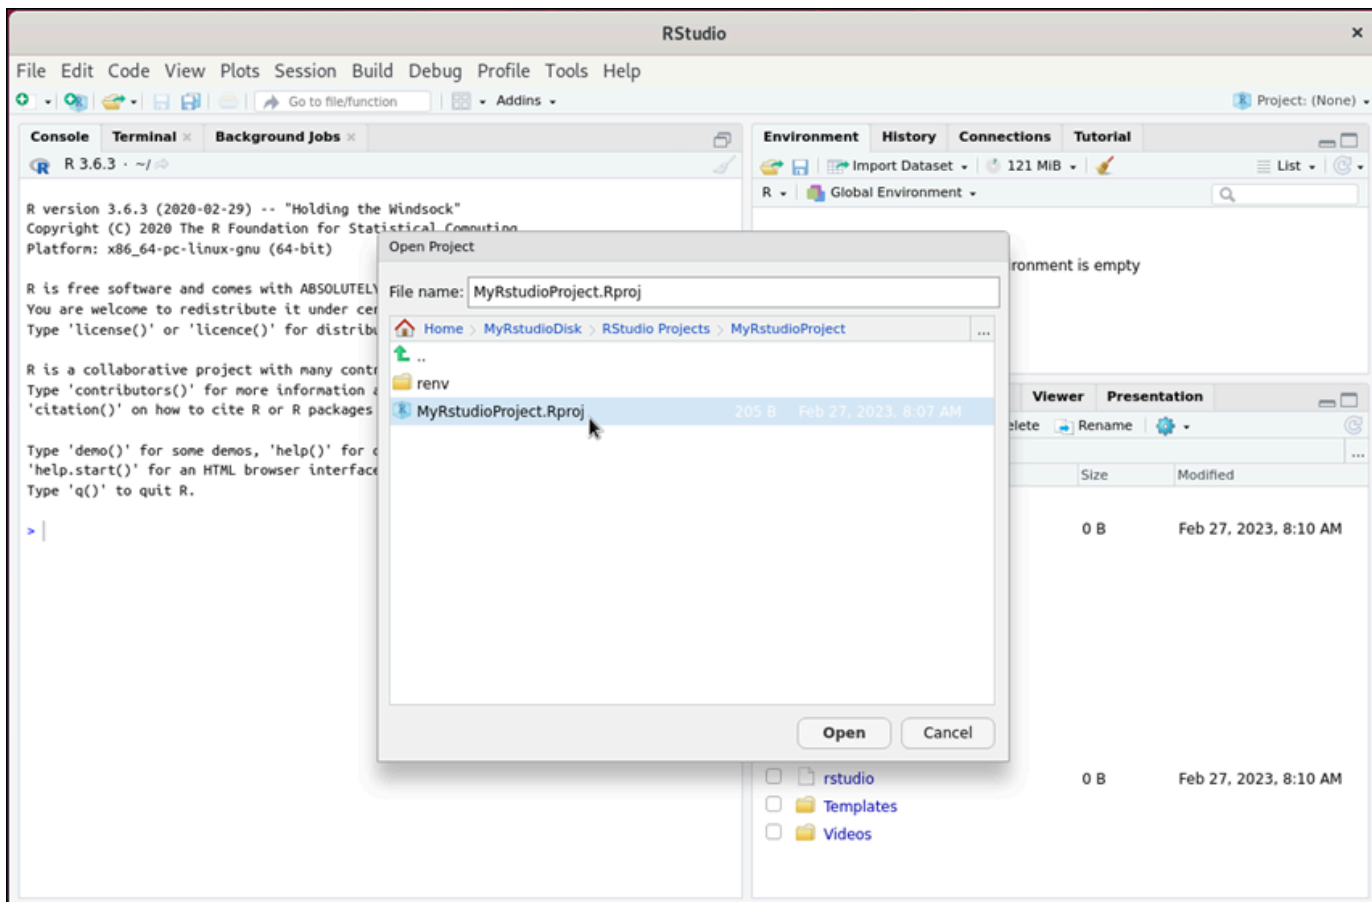 RStudio
File Edit Code View Plots Session Build Debug Profile Tools Help
Go to file/function Addins Project: (None)
Console Terminal Background Jobs
R 3.6.3 · ~/
R version 3.6.3 (2020-02-29) -- "Holding the Windsock"
Copyright (C) 2020 The R Foundation for Statistical Computing
Platform: x86_64-pc-linux-gnu (64-bit)
R is free software and comes with ABSOLUTELY
You are welcome to redistribute it under cer
Type 'license()' or 'licence()' for distribu
R is a collaborative project with many contr
Type 'contributors()' for more information a
'citation()' on how to cite R or R packages
Type 'demo()' for some demos, 'help()' for o
'help.start()' for an HTML browser interface
Type 'q()' to quit R.
>
Open Project
File name: MyRstudioProject.Rproj
Home > MyRstudioDisk > RStudio Projects > MyRstudioProject ...
..
renv
MyRstudioProject.Rproj 205 B Feb 27, 2023, 8:07 AM
Open Cancel
Environment History Connections Tutorial
Import Dataset 121 MiB List
R Global Environment
ronment is empty
Viewer Presentation
elete Rename
...
Size Modified
0 B Feb 27, 2023, 8:10 AM
rstudio 0 B Feb 27, 2023, 8:10 AM
Templates
Videos